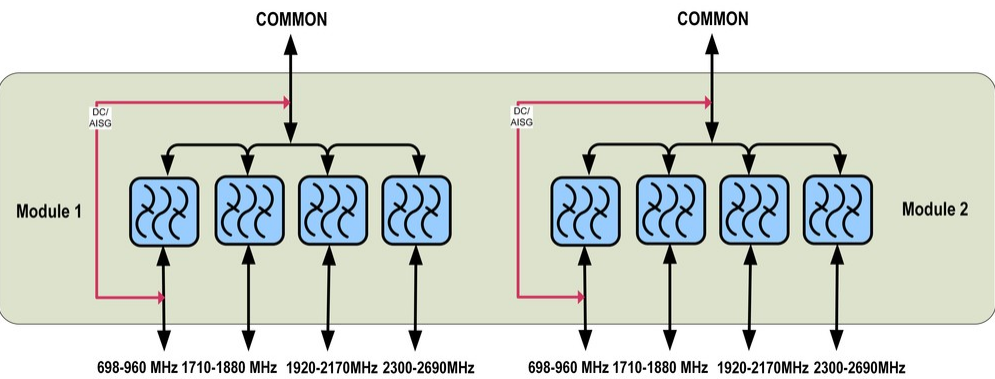 COMMON
COMMON
DC/
AISG
DC/
AISG
Module 1
Module 2
698-960 MHz 1710-1880 MHz 1920-2170MHz 2300-2690MHz
698-960 MHz 1710-1880 MHz 1920-2170MHz 2300-2690MHz